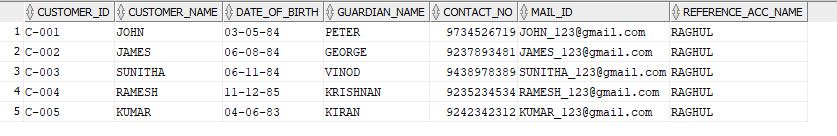 CUSTOMER_ID CUSTOMER_NAME DATE_OF_BIRTH GUARDIAN_NAME CONTACT_NO MAIL_ID REFERENCE_ACC_NAME
1 C-001 JOHN 03-05-84 PETER 9734526719 JOHN_123@gmail.com RAGHUL
2 C-002 JAMES 06-08-84 GEORGE 9237893481 JAMES_123@gmail.com RAGHUL
3 C-003 SUNITHA 06-11-84 VINOD 9438978389 SUNITHA_123@gmail.com RAGHUL
4 C-004 RAMESH 11-12-85 KRISHNAN 9235234534 RAMESH_123@gmail.com RAGHUL
5 C-005 KUMAR 04-06-83 KIRAN 9242342312 KUMAR_123@gmail.com RAGHUL